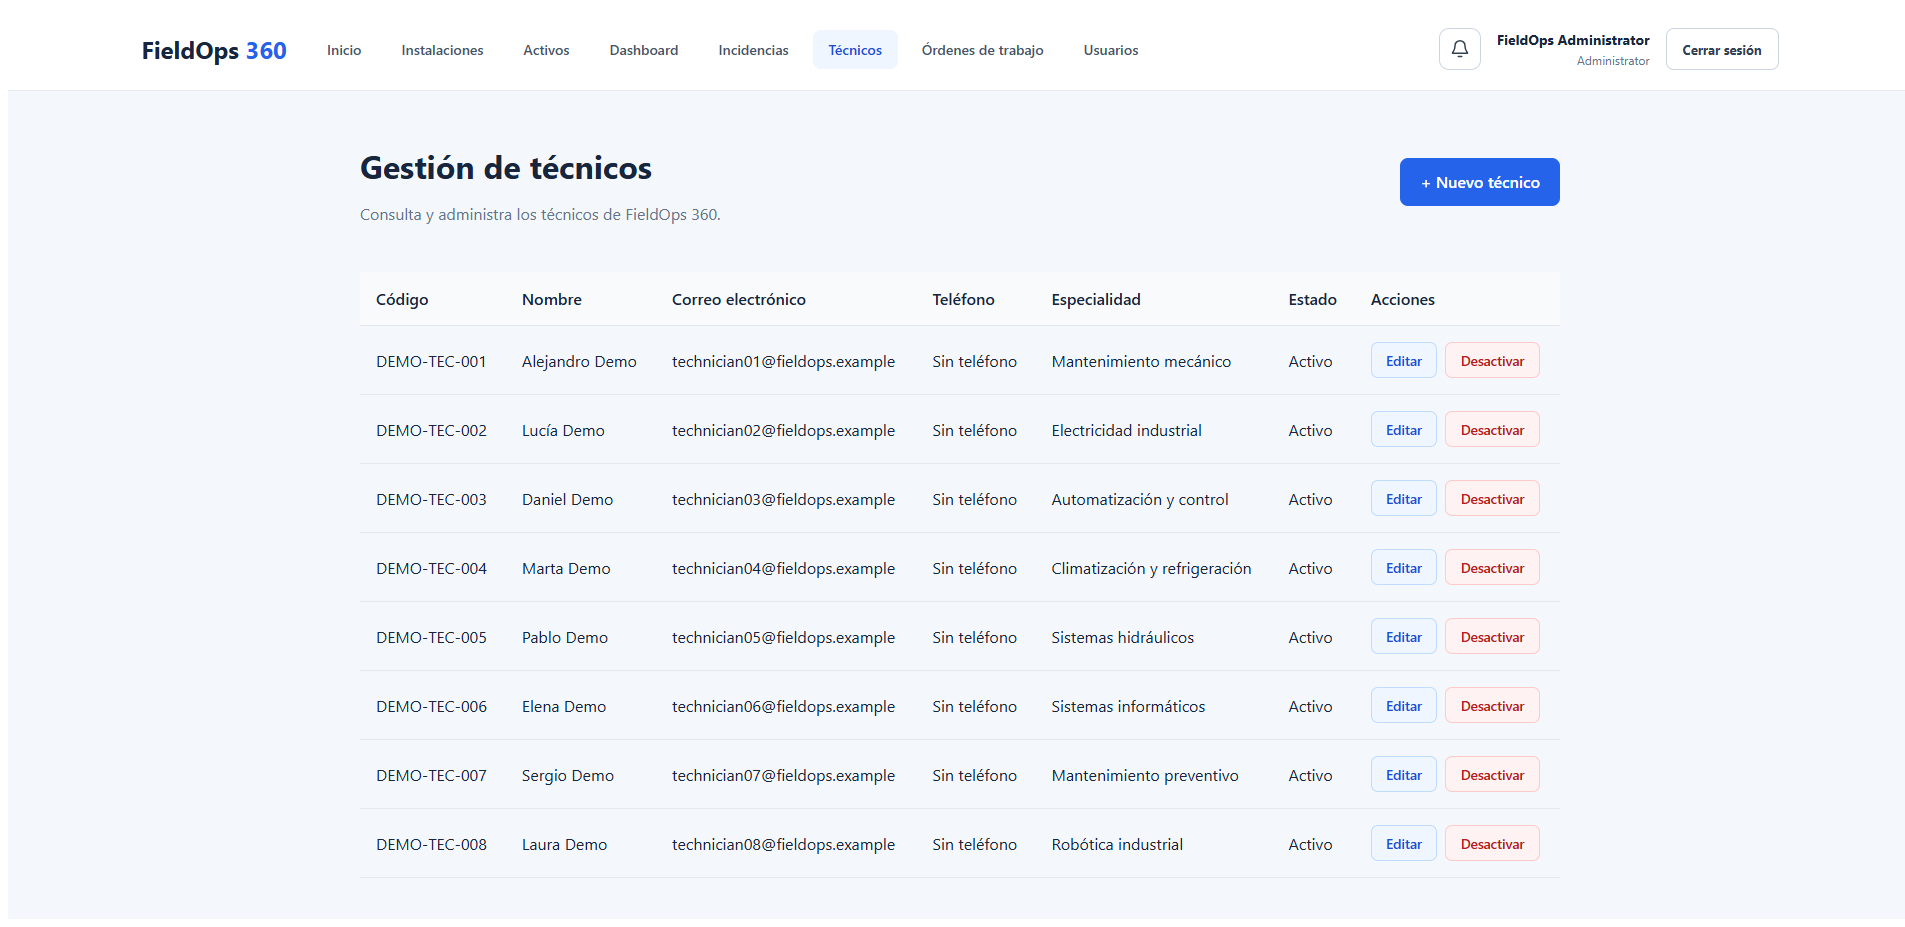 FieldOps 360 Inicio Instalaciones Activos Dashboard Incidencias Técnicos Órdenes de trabajo Usuarios FieldOps Administrator Cerrar sesión
Administrator
Gestión de técnicos
+ Nuevo técnico
Consulta y administra los técnicos de FieldOps 360.
Código Nombre Correo electrónico Teléfono Especialidad Estado Acciones
DEMO-TEC-001 Alejandro Demo technician01@fieldops.example Sin teléfono Mantenimiento mecánico Activo Editar Desactivar
DEMO-TEC-002 Lucía Demo technician02@fieldops.example Sin teléfono Electricidad industrial Activo Editar Desactivar
DEMO-TEC-003 Daniel Demo technician03@fieldops.example Sin teléfono Automatización y control Activo Editar Desactivar
DEMO-TEC-004 Marta Demo technician04@fieldops.example Sin teléfono Climatización y refrigeración Activo Editar Desactivar
DEMO-TEC-005 Pablo Demo technician05@fieldops.example Sin teléfono Sistemas hidráulicos Activo Editar Desactivar
DEMO-TEC-006 Elena Demo technician06@fieldops.example Sin teléfono Sistemas informáticos Activo Editar Desactivar
DEMO-TEC-007 Sergio Demo technician07@fieldops.example Sin teléfono Mantenimiento preventivo Activo Editar Desactivar
DEMO-TEC-008 Laura Demo technician08@fieldops.example Sin teléfono Robótica industrial Activo Editar Desactivar